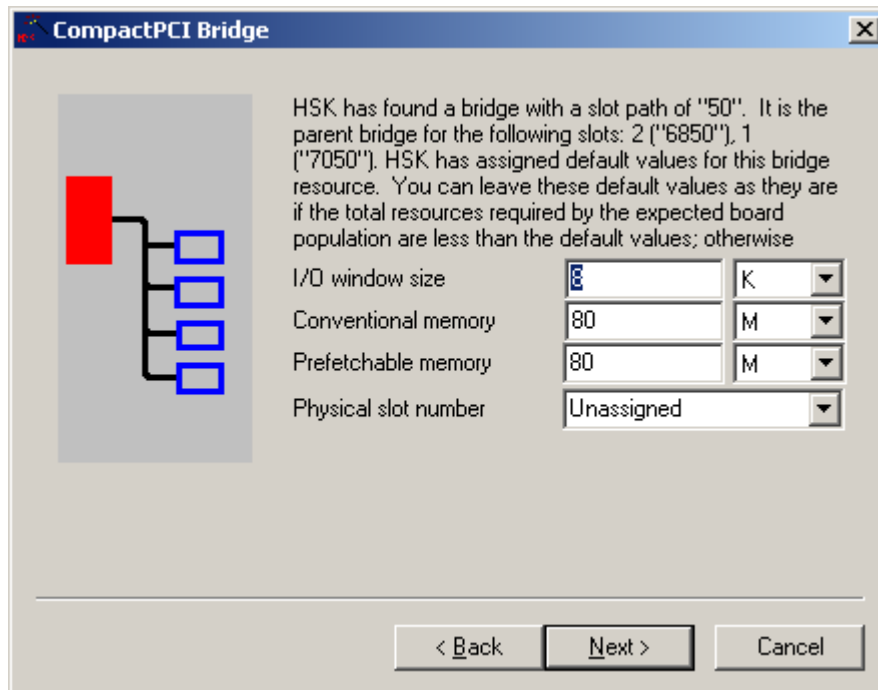 CompactPCI Bridge
HSK has found a bridge with a slot path of "50". It is the
parent bridge for the following slots: 2 ("6850"), 1
("7050"). HSK has assigned default values for this bridge
resource. You can leave these default values as they are
if the total resources required by the expected board
population are less than the default values; otherwise
I/O window size 8 K
Conventional memory 80 M
Prefetchable memory 80 M
Physical slot number Unassigned
< Back Next > Cancel